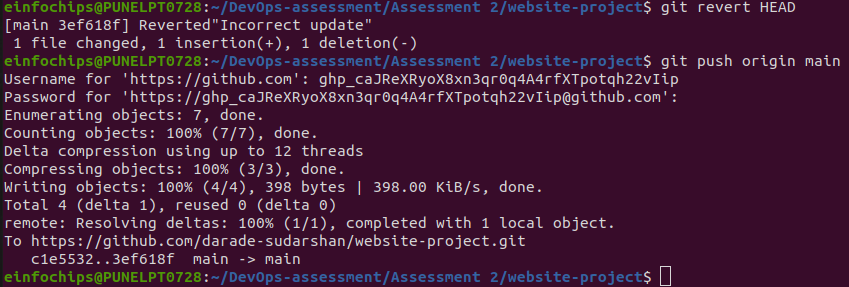 einfochips@PUNELPT0728:~/DevOps-assessment/Assessment 2/website-project$ git revert HEAD
[main 3ef618f] Reverted"Incorrect update"
 1 file changed, 1 insertion(+), 1 deletion(-)
einfochips@PUNELPT0728:~/DevOps-assessment/Assessment 2/website-project$ git push origin main
Username for 'https://github.com': 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
Password for 'https://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@github.com':
Enumerating objects: 7, done.
Counting objects: 100% (7/7), done.
Delta compression using up to 12 threads
Compressing objects: 100% (3/3), done.
Writing objects: 100% (4/4), 398 bytes | 398.00 KiB/s, done.
Total 4 (delta 1), reused 0 (delta 0)
remote: Resolving deltas: 100% (1/1), completed with 1 local object.
To https://github.com/darade-sudarshan/website-project.git
   c1e5532..3ef618f  main -> main
einfochips@PUNELPT0728:~/DevOps-assessment/Assessment 2/website-project$